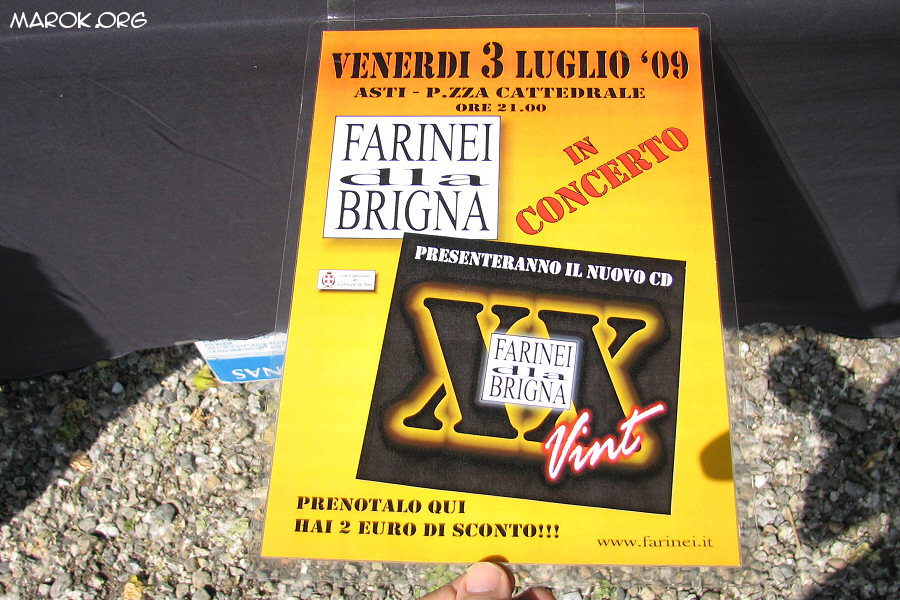 MAROK.ORG
VENERDI 3 LUGLIO '09
ASTI - P.ZZA CATTEDRALE
ORE 21.00
FARINEI
dla
BRIGNA
IN
CONCERTO
PRESENTERANNO IL NUOVO CD
XX
FARINEI
dla
BRIGNA
Vint
PRENOTALO QUI
HAI 2 EURO DI SCONTO!!!
www.farinei.it
NAS